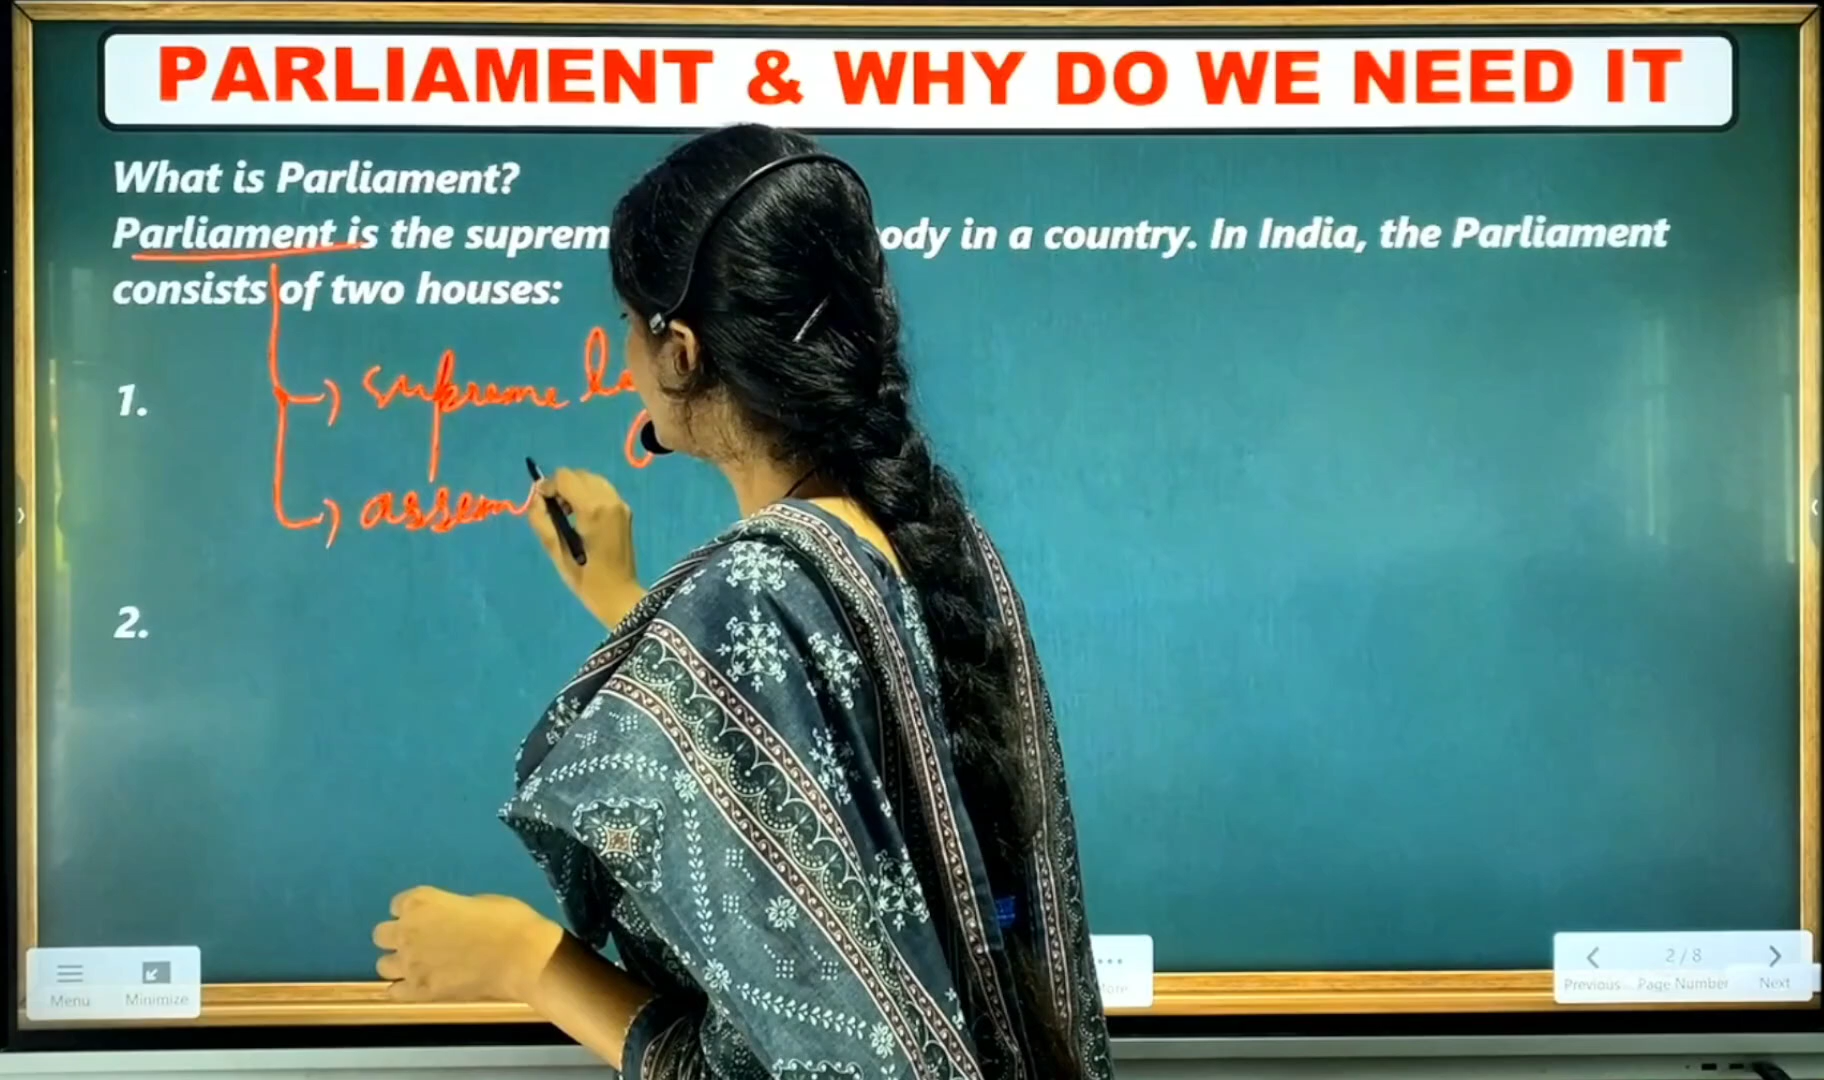 PARLIAMENT & WHY DO WE NEED IT
What is Parliament?
Parliament is the suprem ody in a country. In India, the Parliament
consists of two houses:
1.
supreme
assem
2.
Menu
Minimize
2 / 8
Previous
Page Number
Next